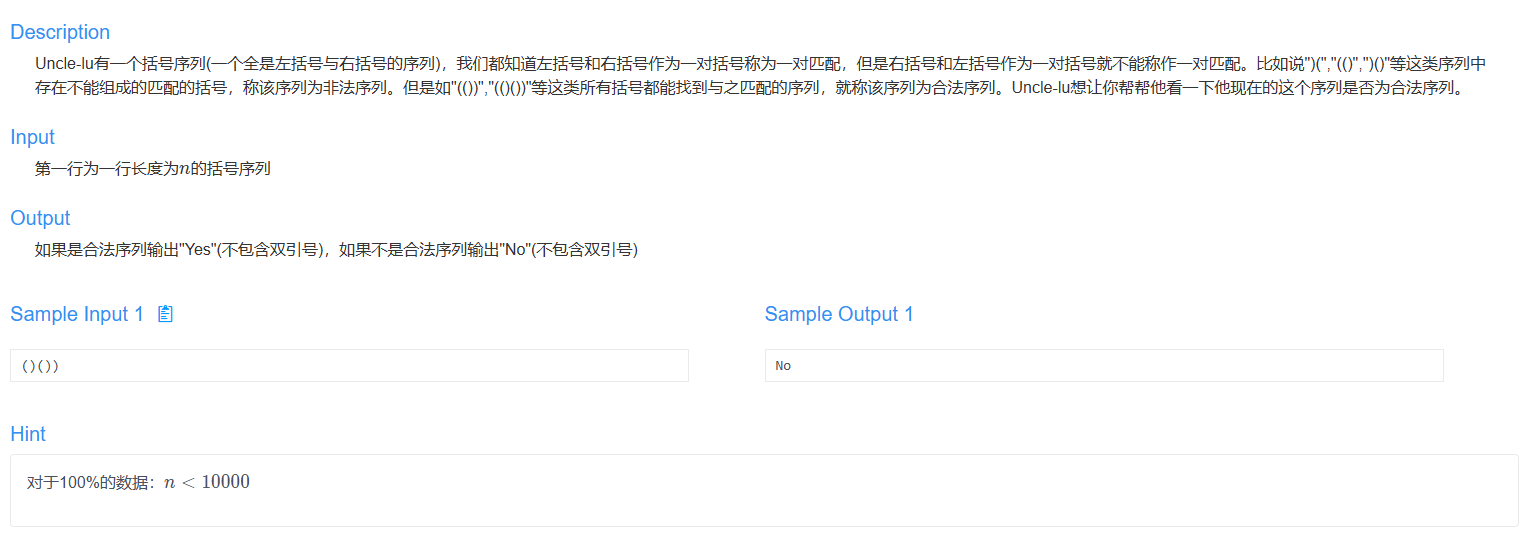 Description
Uncle-lu有一个括号序列(一个全是左括号与右括号的序列)，我们都知道左括号和右括号作为一对括号称为一对匹配，但是右括号和左括号作为一对括号就不能称作一对匹配。比如说")(","(()",")()"等这类序列中
存在不能组成的匹配的括号，称该序列为非法序列。但是如"(())","(()())"等这类所有括号都能找到与之匹配的序列，就称该序列为合法序列。Uncle-lu想让你帮帮他看一下他现在的这个序列是否为合法序列。
Input
第一行为一行长度为n的括号序列
Output
如果是合法序列输出"Yes"(不包含双引号)，如果不是合法序列输出"No"(不包含双引号)
Sample Input 1
Sample Output 1
()())
No
Hint
对于100%的数据：n < 10000